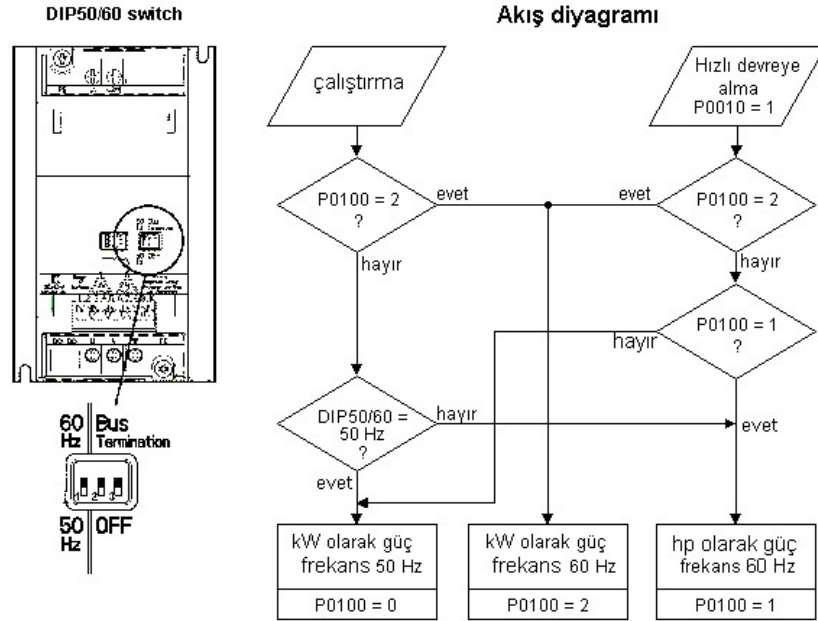 DIP50/60 switch
Akış diyagramı
çalıştırma
Hızlı devreye
alma
P0010 = 1
P0100 = 2
?
evet
evet
P0100 = 2
?
hayır
hayır
P0100 = 1
?
hayır
evet
DIP50/60 =
50 Hz
?
hayır
evet
60
Hz
Bus
Termination
1 2 3
50
Hz
OFF
kW olarak güç
frekans 50 Hz
P0100 = 0
kW olarak güç
frekans 60 Hz
P0100 = 2
hp olarak güç
frekans 60 Hz
P0100 = 1